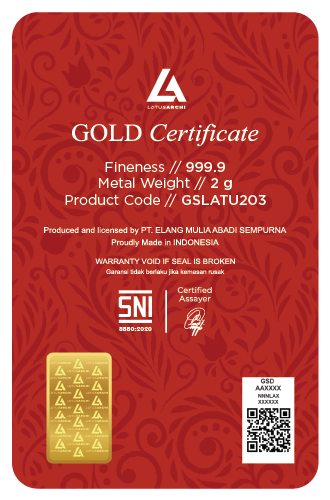 LOTUSARCHI
GOLD Certificate
Fineness // 999.9
Metal Weight // 2 g
Product Code // GSLATU203
Produced and licensed by PT. ELANG MULIA ABADI SEMPURNA
Proudly Made in INDONESIA
WARRANTY VOID IF SEAL IS BROKEN
Garansi tidak berlaku jika kemasan rusak
SNI
8880:2020
Certified
Assayer
GSD
AAXXXX
NNNLAX
XXXXXX